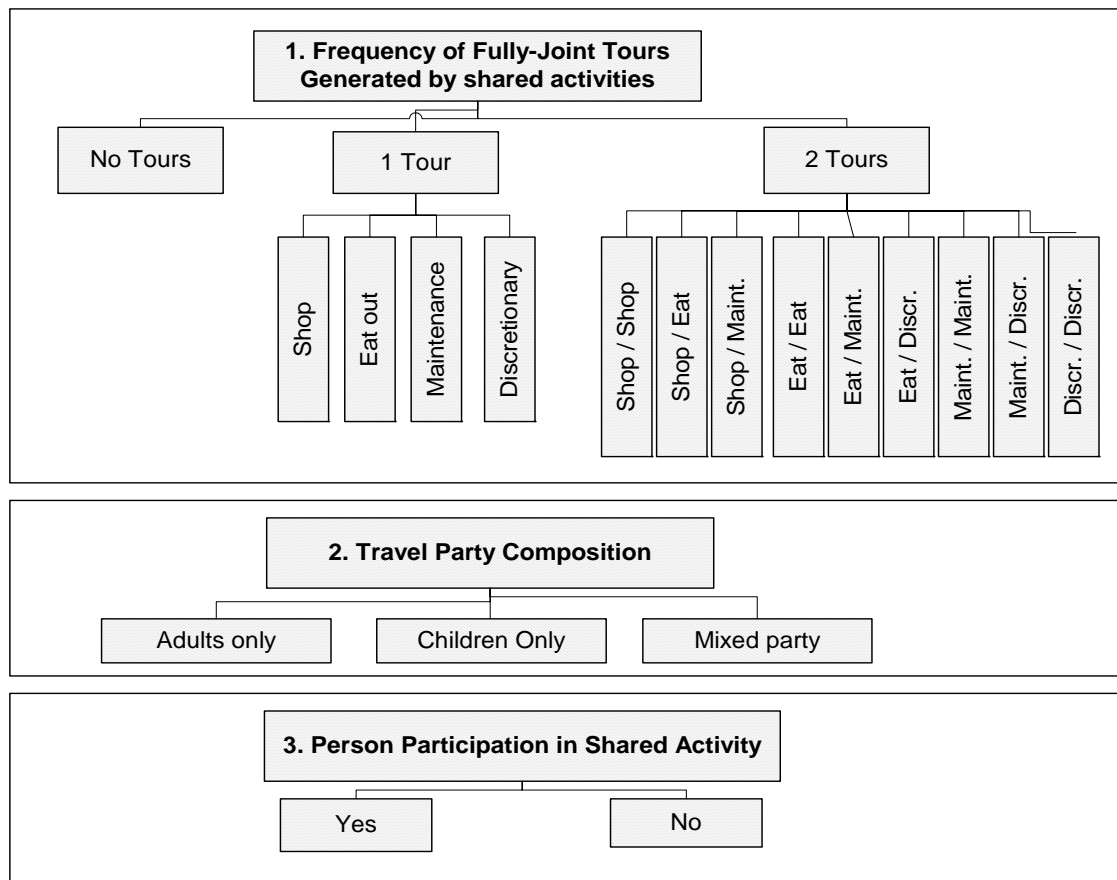 1. Frequency of Fully-Joint Tours
Generated by shared activities
No Tours
1 Tour
2 Tours
Shop
Eat out
Maintenance
Discretionary
Shop / Shop
Shop / Eat
Shop / Maint.
Eat / Eat
Eat / Maint.
Eat / Discr.
Maint. / Maint.
Maint. / Discr.
Discr. / Discr.
2. Travel Party Composition
Adults only
Children Only
Mixed party
3. Person Participation in Shared Activity
Yes
No